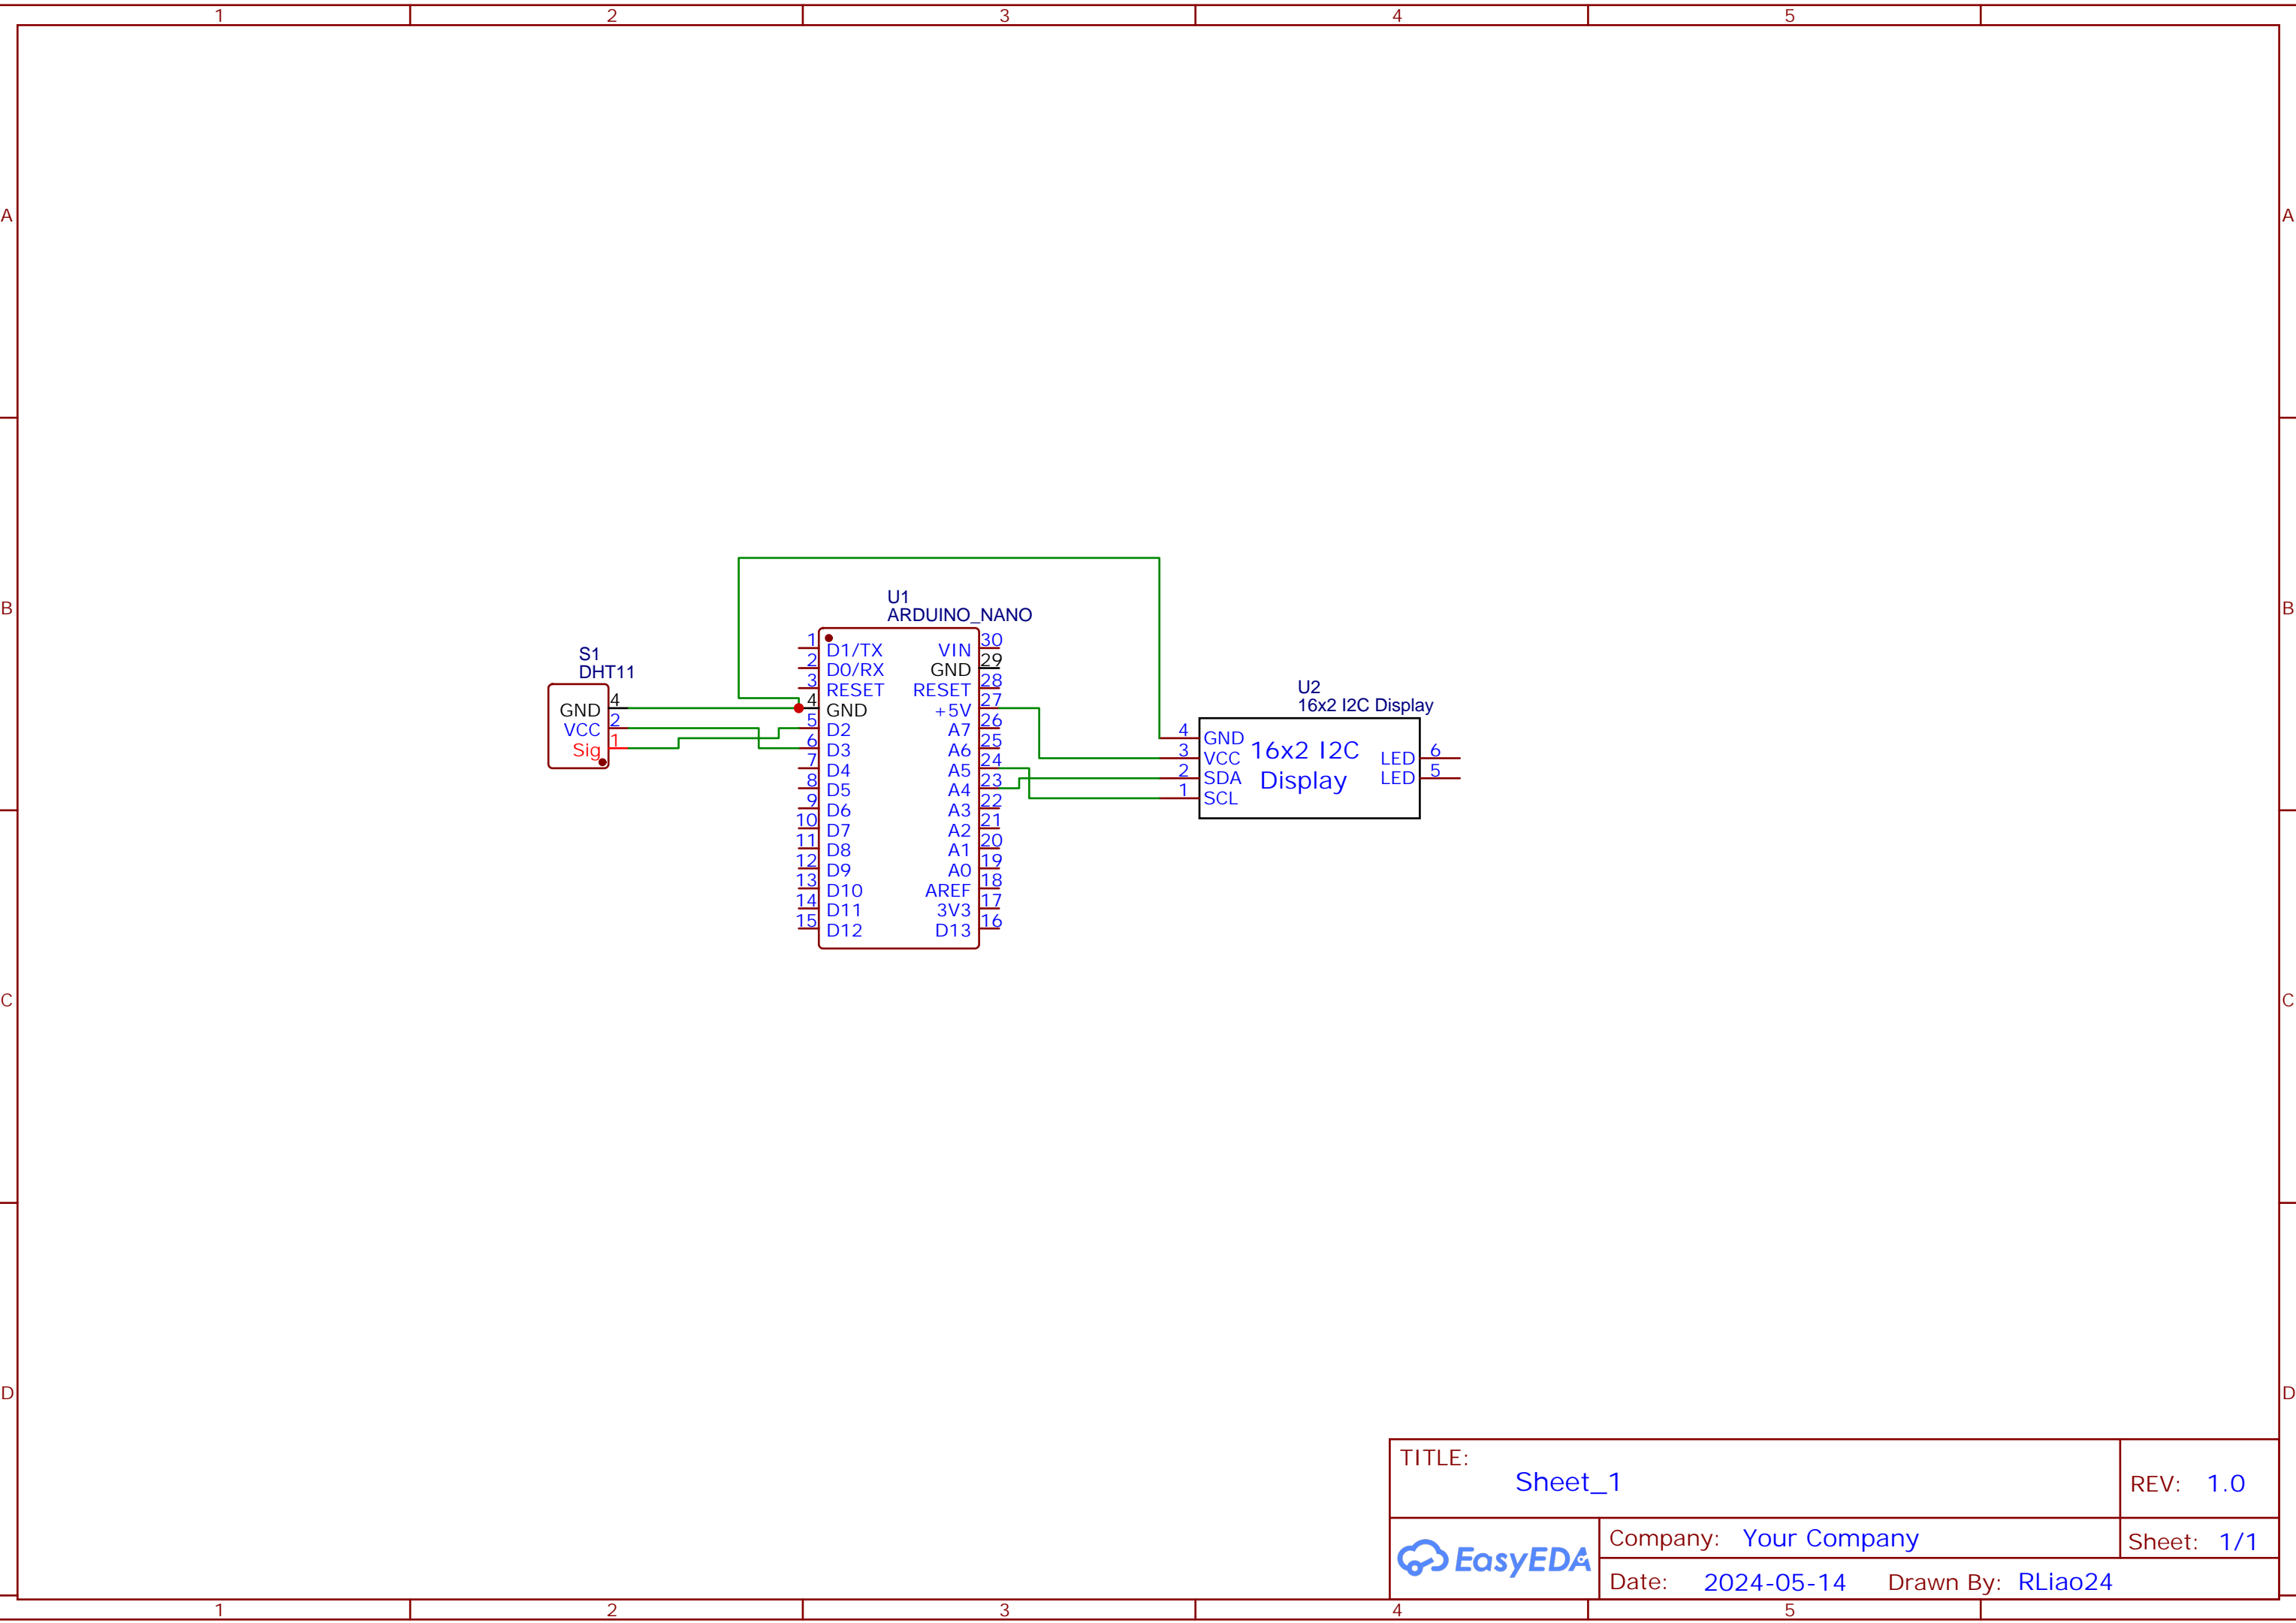 1 2 3 4 5
A A
B B
C C
D D
U1
ARDUINO_NANO
1 D1/TX VIN 30
2 D0/RX GND 29
3 RESET RESET 28
4 GND +5V 27
5 D2 A7 26
6 D3 A6 25
7 D4 A5 24
8 D5 A4 23
9 D6 A3 22
10 D7 A2 21
11 D8 A1 20
12 D9 A0 19
13 D10 AREF 18
14 D11 3V3 17
15 D12 D13 16
S1
DHT11
GND 4
VCC 2
Sig 1
U2
16x2 I2C Display
4 GND
3 VCC
2 SDA
1 SCL
16x2 I2C
Display
LED 6
LED 5
TITLE:
Sheet_1
REV: 1.0
EasyEDA
Company: Your Company
Sheet: 1/1
Date: 2024-05-14 Drawn By: RLiao24
1 2 3 4 5